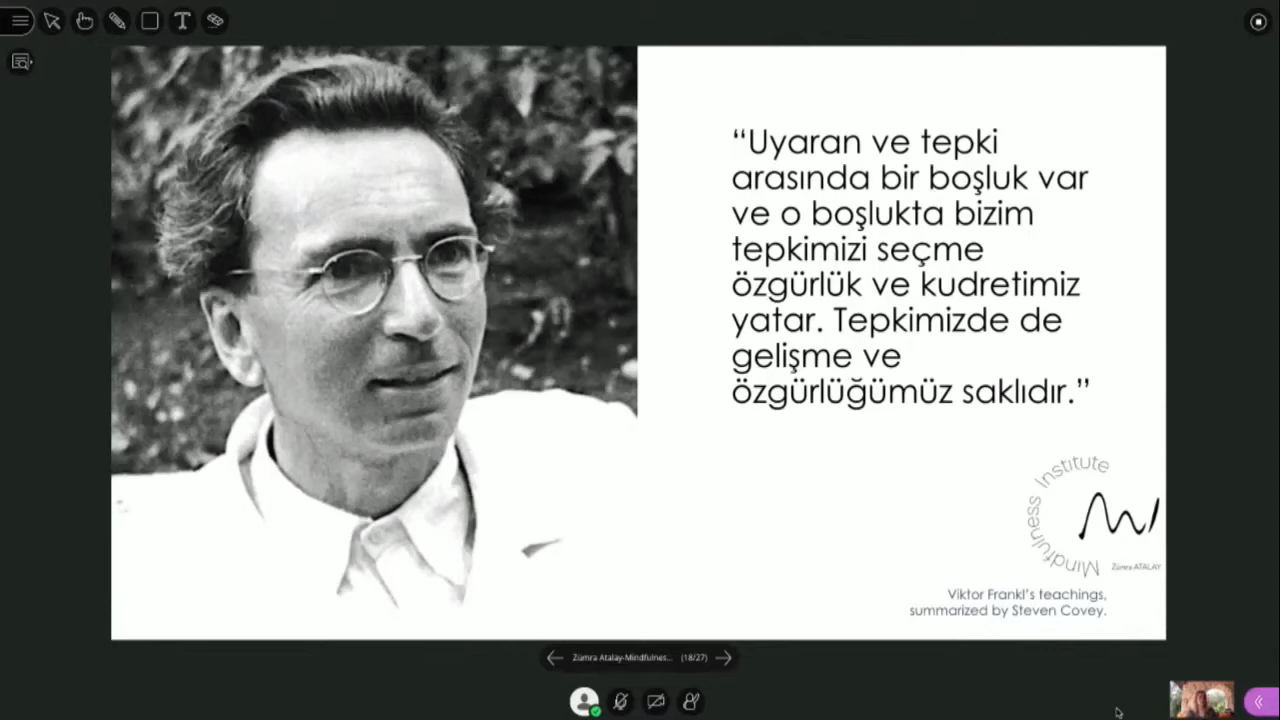 “Uyaran ve tepki
arasında bir boşluk var
ve o boşlukta bizim
tepkimizi seçme
özgürlük ve kudretimiz
yatar. Tepkimizde de
gelişme ve
özgürlüğümüz saklıdır.”
Mindfulness Institute
Zümra ATALAY
Viktor Frankl’s teachings,
summarized by Steven Covey.
Zümra Atalay-Mindfulnes... (18/27)